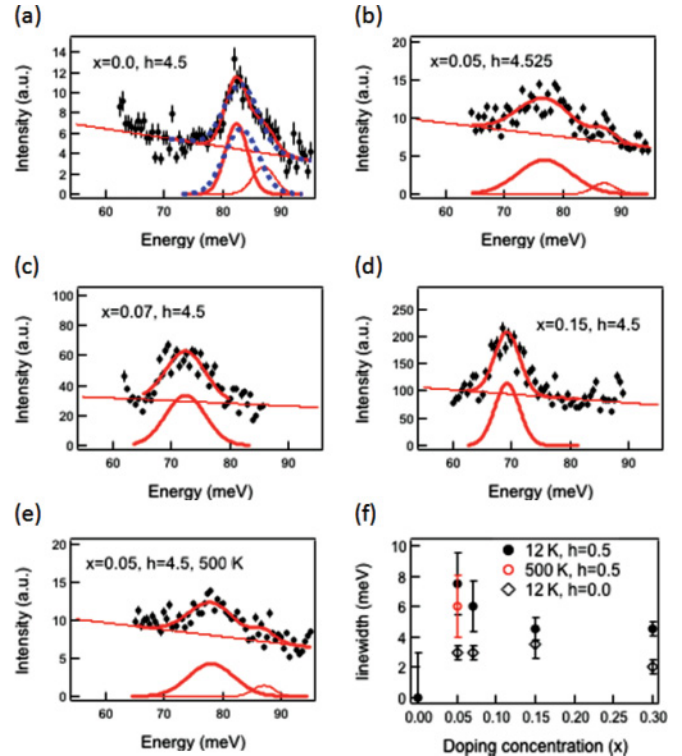 (a)
x=0.0, h=4.5
Intensity (a.u.)
14
12
10
8
6
4
2
0
60 70 80 90
Energy (meV)
(b)
x=0.05, h=4.525
Intensity (a.u.)
20
15
10
5
0
60 70 80 90
Energy (meV)
(c)
x=0.07, h=4.5
Intensity (a.u.)
100
80
60
40
20
0
60 70 80 90
Energy (meV)
(d)
x=0.15, h=4.5
Intensity (a.u.)
250
200
150
100
50
0
60 70 80 90
Energy (meV)
(e)
x=0.05, h=4.5, 500 K
Intensity (a.u.)
20
15
10
5
0
60 70 80 90
Energy (meV)
(f)
12 K, h=0.5
500 K, h=0.5
12 K, h=0.0
linewidth (meV)
10
8
6
4
2
0
0.00 0.05 0.10 0.15 0.20 0.25 0.30
Doping concentration (x)